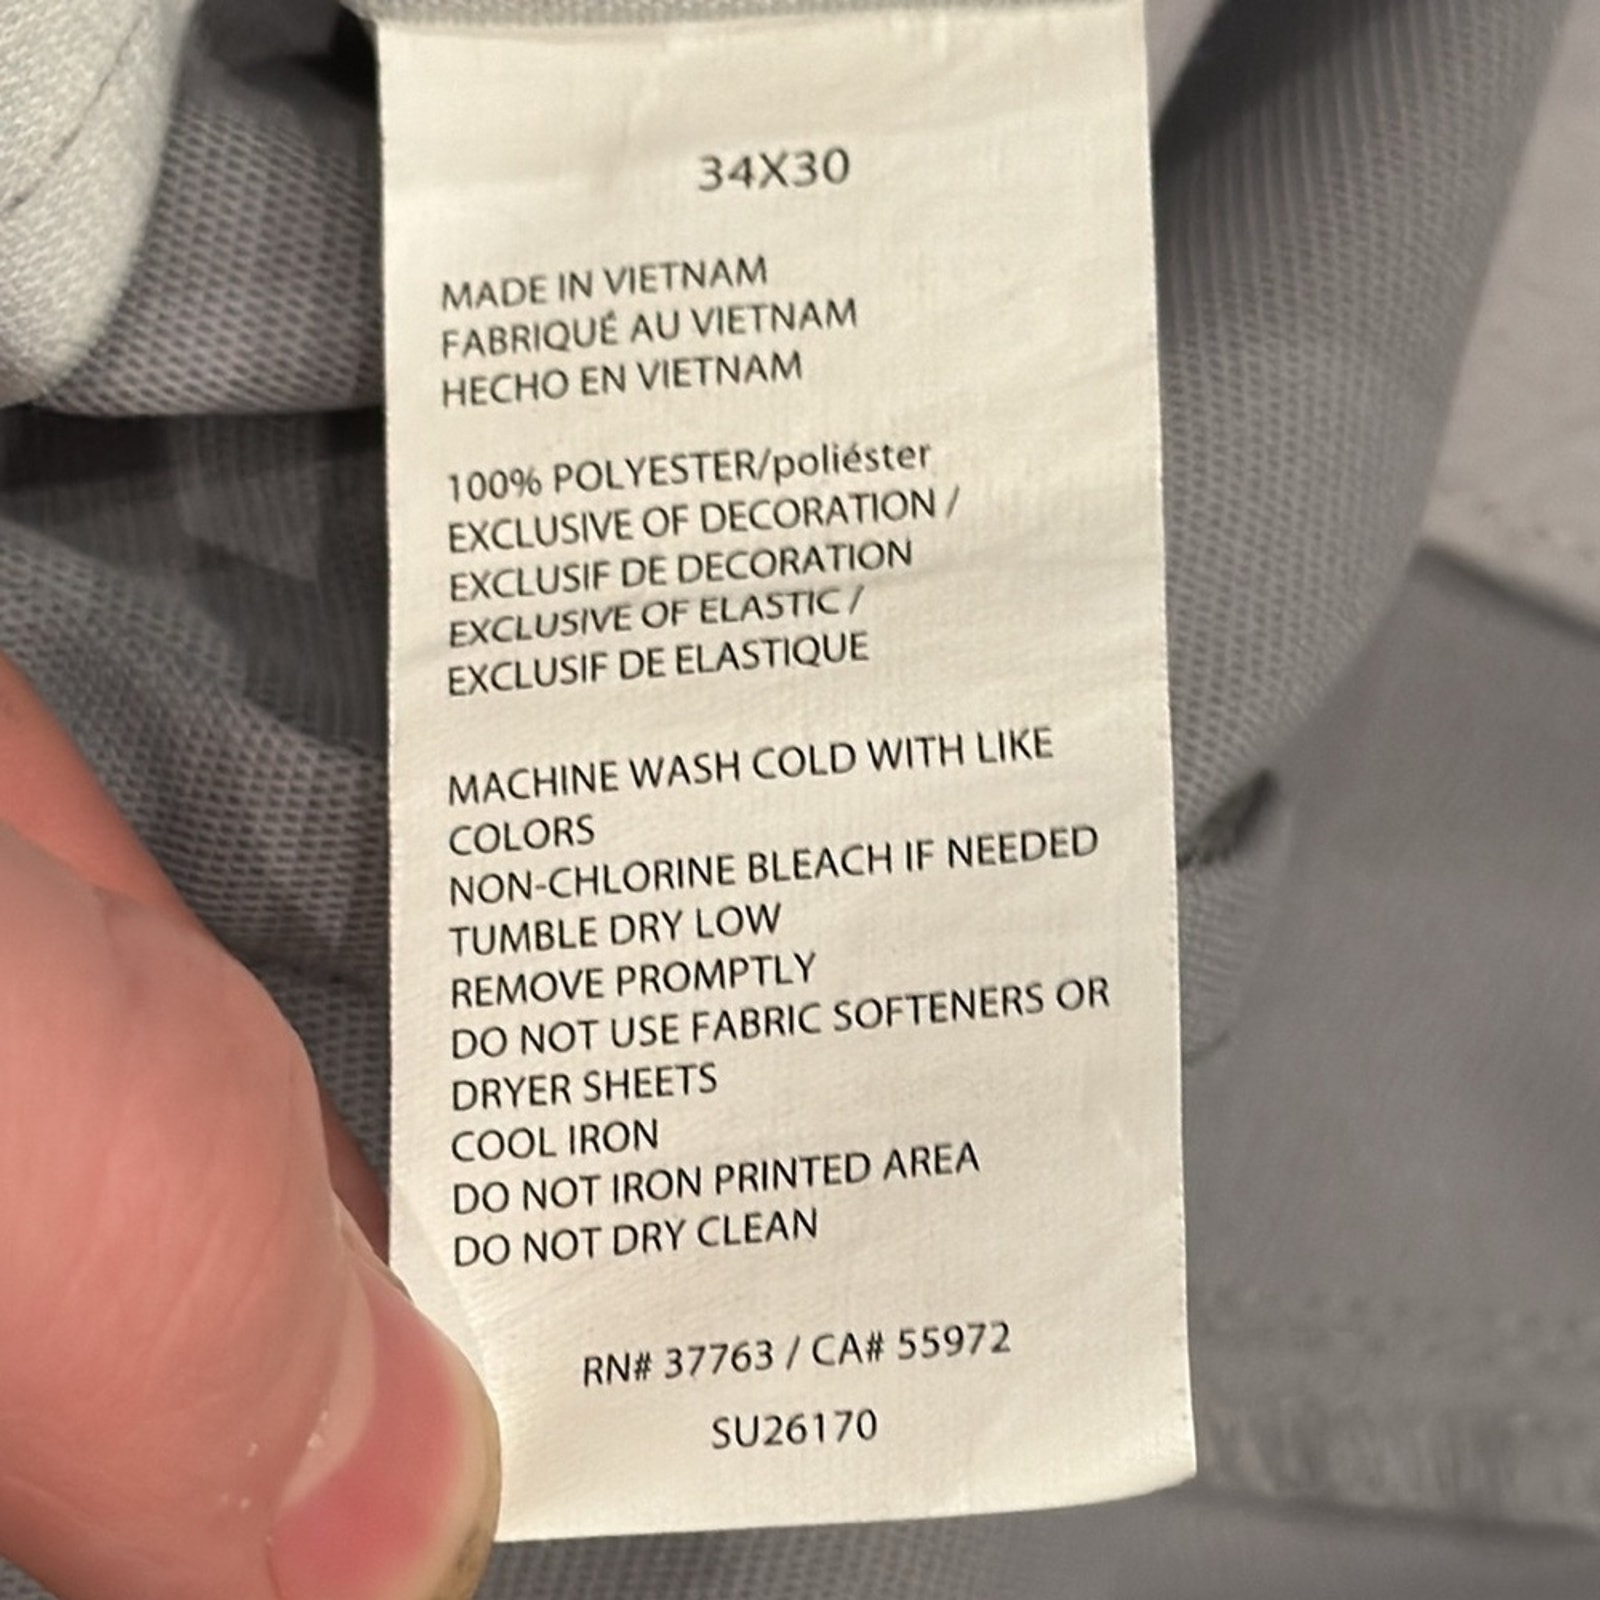 34X30
MADE IN VIETNAM
FABRIQUÉ AU VIETNAM
HECHO EN VIETNAM
100% POLYESTER/poliéster
EXCLUSIVE OF DECORATION /
EXCLUSIF DE DECORATION
EXCLUSIVE OF ELASTIC /
EXCLUSIF DE ELASTIQUE
MACHINE WASH COLD WITH LIKE
COLORS
NON-CHLORINE BLEACH IF NEEDED
TUMBLE DRY LOW
REMOVE PROMPTLY
DO NOT USE FABRIC SOFTENERS OR
DRYER SHEETS
COOL IRON
DO NOT IRON PRINTED AREA
DO NOT DRY CLEAN
RN# 37763 / CA# 55972
SU26170